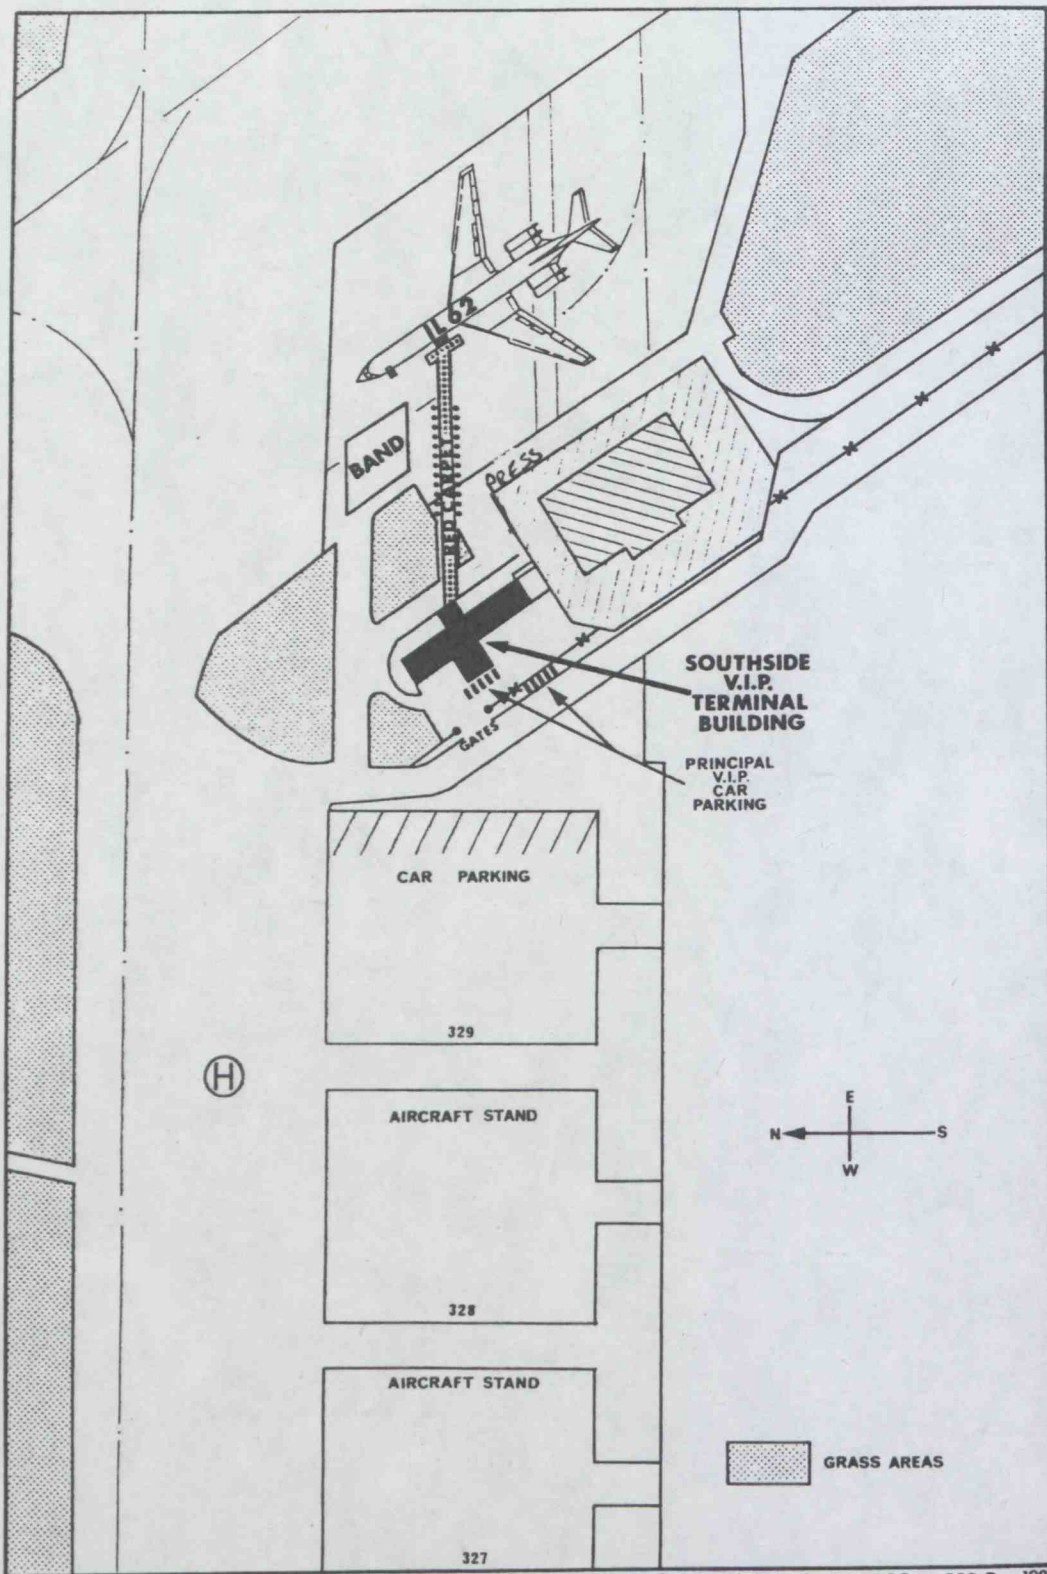 IL 62
BAND
RED CARPET
PRESS
SOUTHSIDE
V.I.P.
TERMINAL
BUILDING
GATES
PRINCIPAL
V.I.P.
CAR
PARKING
CAR PARKING
329
H
AIRCRAFT STAND
E
N
S
W
328
AIRCRAFT STAND
GRASS AREAS
327